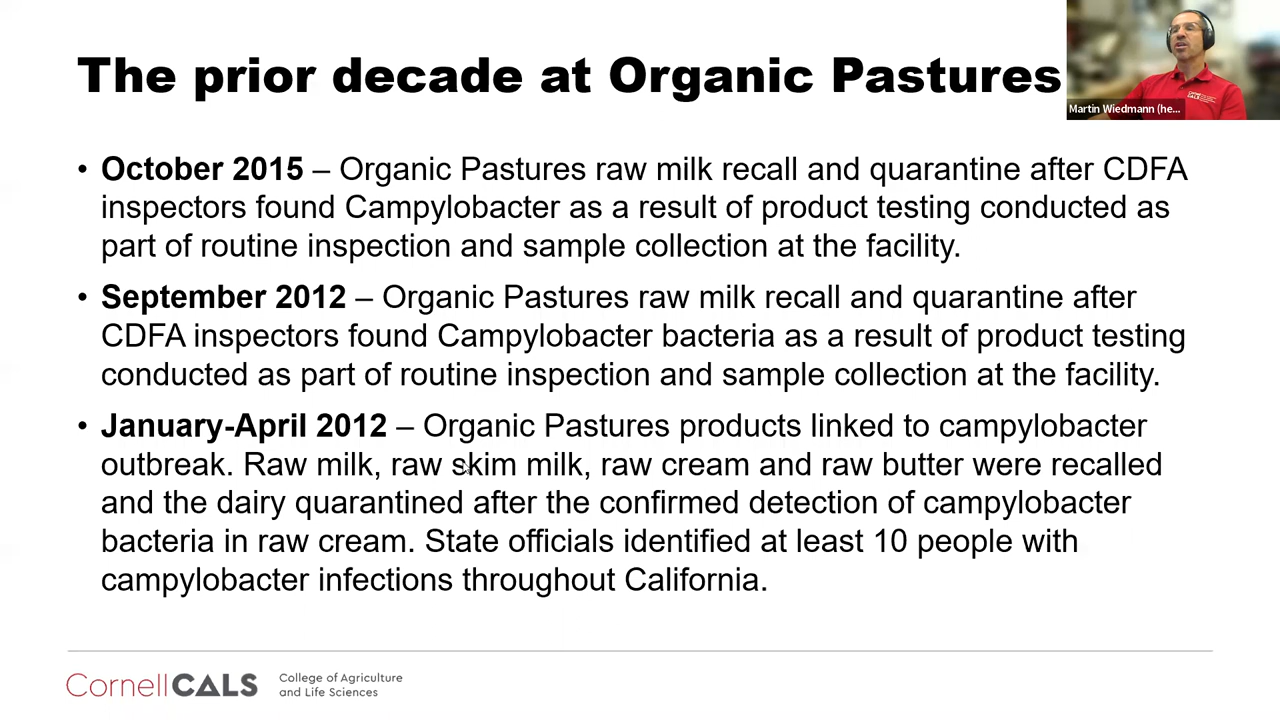 The prior decade at Organic Pastures
Martin Wiedmann (he...
• October 2015 – Organic Pastures raw milk recall and quarantine after CDFA
inspectors found Campylobacter as a result of product testing conducted as
part of routine inspection and sample collection at the facility.
• September 2012 – Organic Pastures raw milk recall and quarantine after
CDFA inspectors found Campylobacter bacteria as a result of product testing
conducted as part of routine inspection and sample collection at the facility.
• January-April 2012 – Organic Pastures products linked to campylobacter
outbreak. Raw milk, raw skim milk, raw cream and raw butter were recalled
and the dairy quarantined after the confirmed detection of campylobacter
bacteria in raw cream. State officials identified at least 10 people with
campylobacter infections throughout California.
CornellCALS
College of Agriculture
and Life Sciences